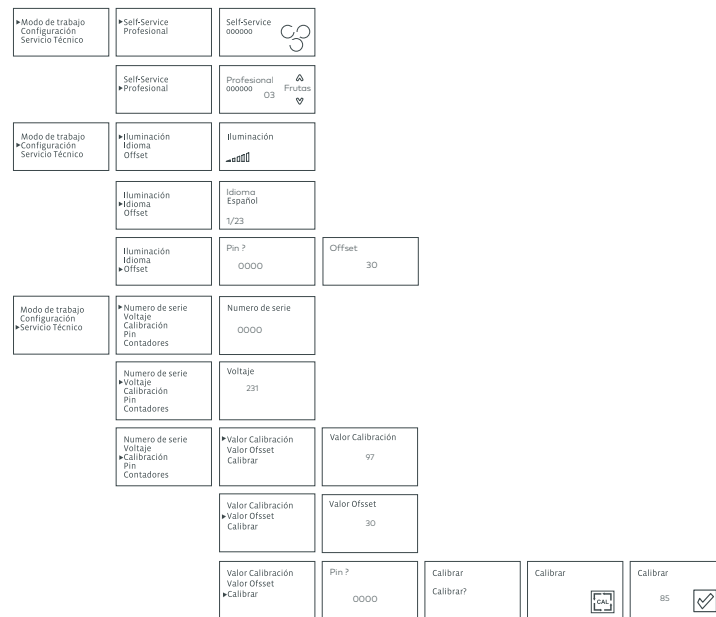 ▸Modo de trabajo
Configuración
Servicio Técnico
▸Self-Service
Profesional
Self-Service
000000
Self-Service
▸Profesional
Profesional
000000
03
Frutas
Modo de trabajo
▸Configuración
Servicio Técnico
▸Iluminación
Idioma
Offset
Iluminación
Iluminación
▸Idioma
Offset
Idioma
Español
1/23
Iluminación
Idioma
▸Offset
Pin ?
0000
Offset
30
Modo de trabajo
Configuración
▸Servicio Técnico
▸Numero de serie
Voltaje
Calibración
Pin
Contadores
Numero de serie
0000
Numero de serie
▸Voltaje
Calibración
Pin
Contadores
Voltaje
231
Numero de serie
Voltaje
▸Calibración
Pin
Contadores
▸Valor Calibración
Valor Ofsset
Calibrar
Valor Calibración
97
Valor Calibración
▸Valor Ofsset
Calibrar
Valor Ofsset
30
Valor Calibración
Valor Ofsset
▸Calibrar
Pin ?
0000
Calibrar
Calibrar?
Calibrar
CAL
Calibrar
85